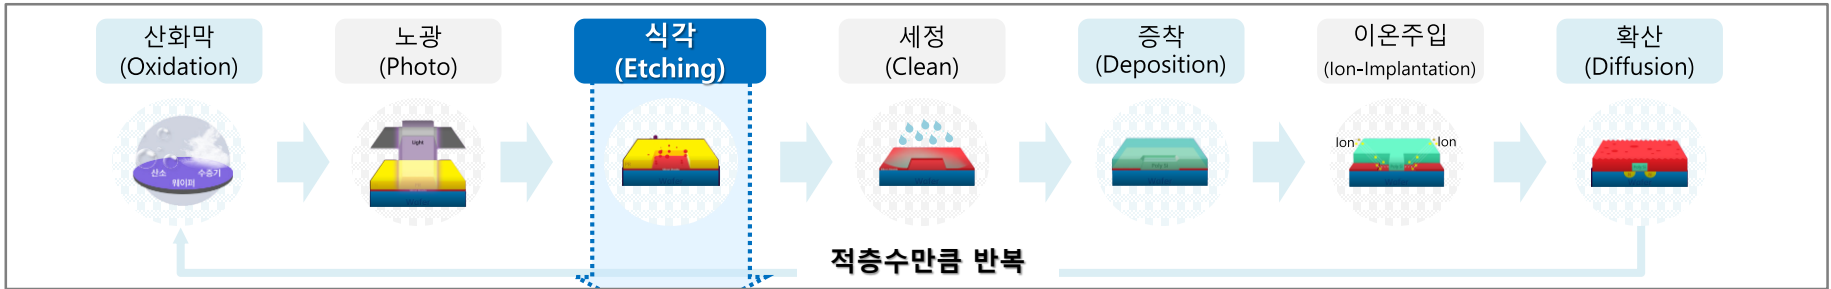 산화막
(Oxidation)
노광
(Photo)
식각
(Etching)
세정
(Clean)
증착
(Deposition)
이온주입
(Ion-Implantation)
확산
(Diffusion)
산소
수증기
웨이퍼
Light
Ion
Ion
적층수만큼 반복